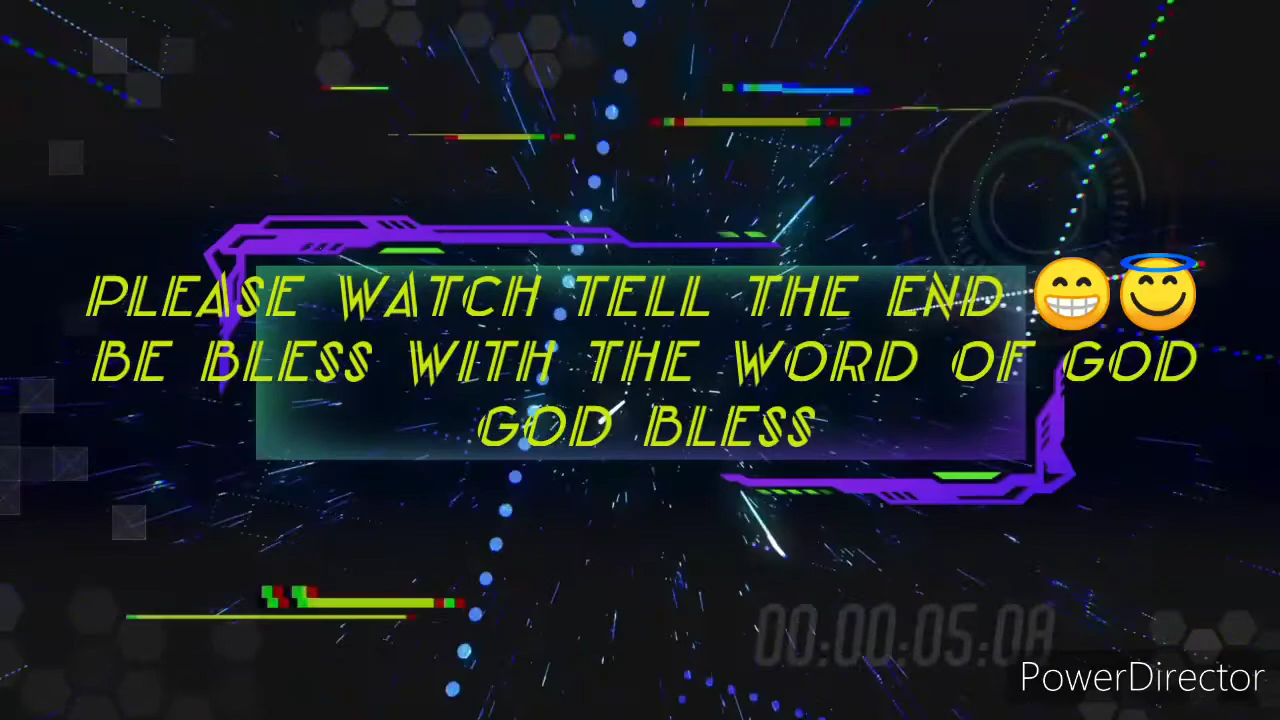 PLEASE WATCH TELL THE END 😁😇
BE BLESS WITH THE WORD OF GOD
GOD BLESS
00:00:05:0A
PowerDirector